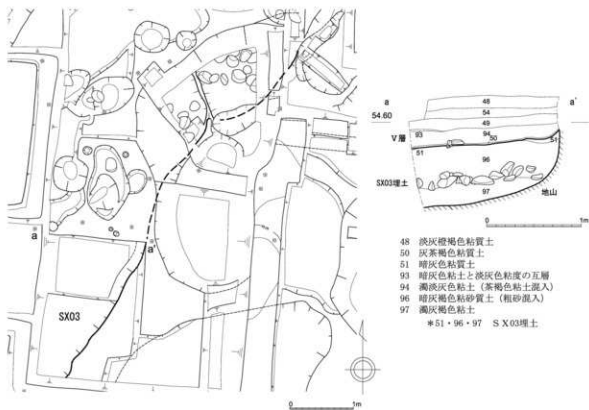 a
a'
SX03
1m
0
a
a'
48
54
49
54.60
Ⅴ層
93
94
50
51
51
96
SX03埋土
97
地山
0
1m
48 淡灰橙褐色粘質土
50 灰茶褐色粘質土
51 暗灰色粘質土
93 暗灰色粘土と淡灰色粘度の互層
94 濁淡灰色粘土（茶褐色粘土混入）
96 暗灰褐色粘砂質土（粗砂混入）
97 濁灰褐色粘土
＊51・96・97 ＳＸ03埋土